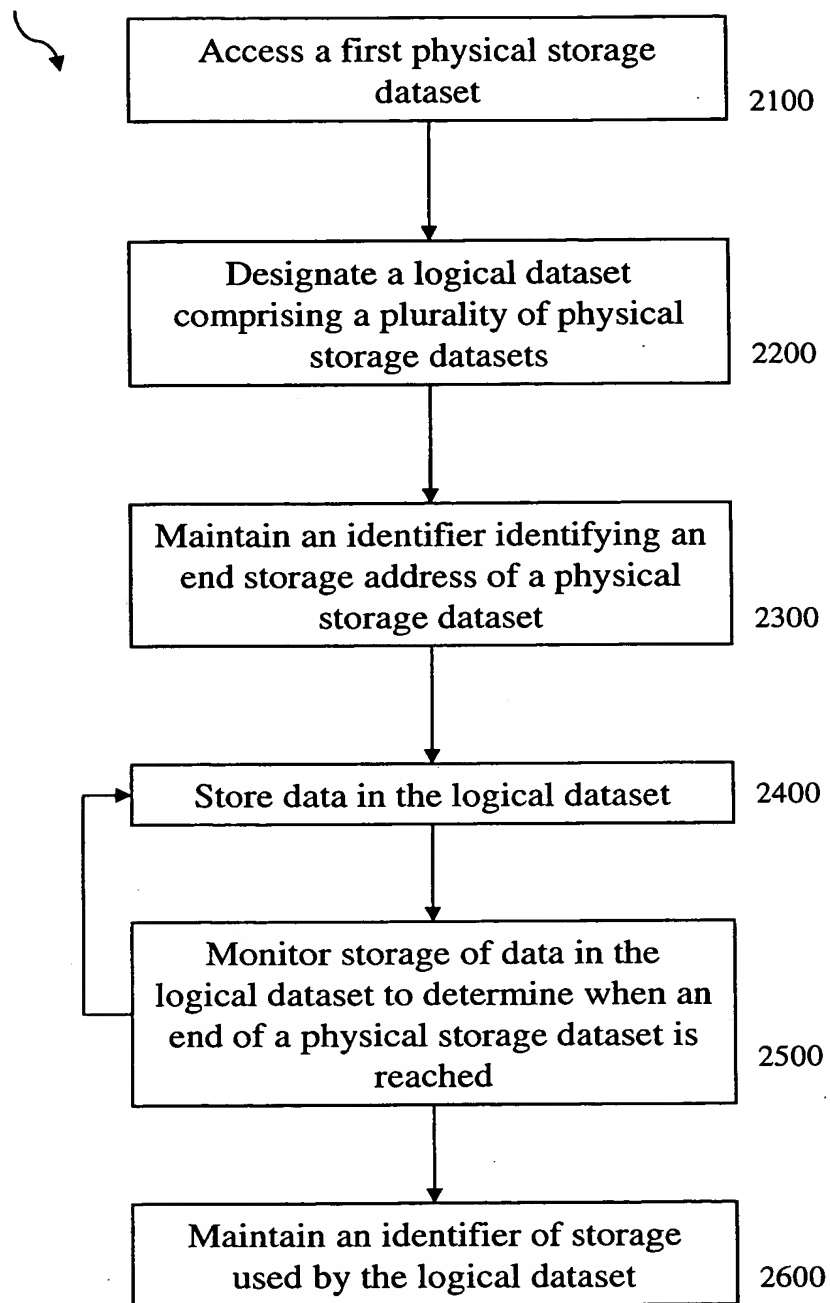 Access a first physical storage
dataset
2100
Designate a logical dataset
comprising a plurality of physical
storage datasets
2200
Maintain an identifier identifying an
end storage address of a physical
storage dataset
2300
Store data in the logical dataset
2400
Monitor storage of data in the
logical dataset to determine when an
end of a physical storage dataset is
reached
2500
Maintain an identifier of storage
used by the logical dataset
2600